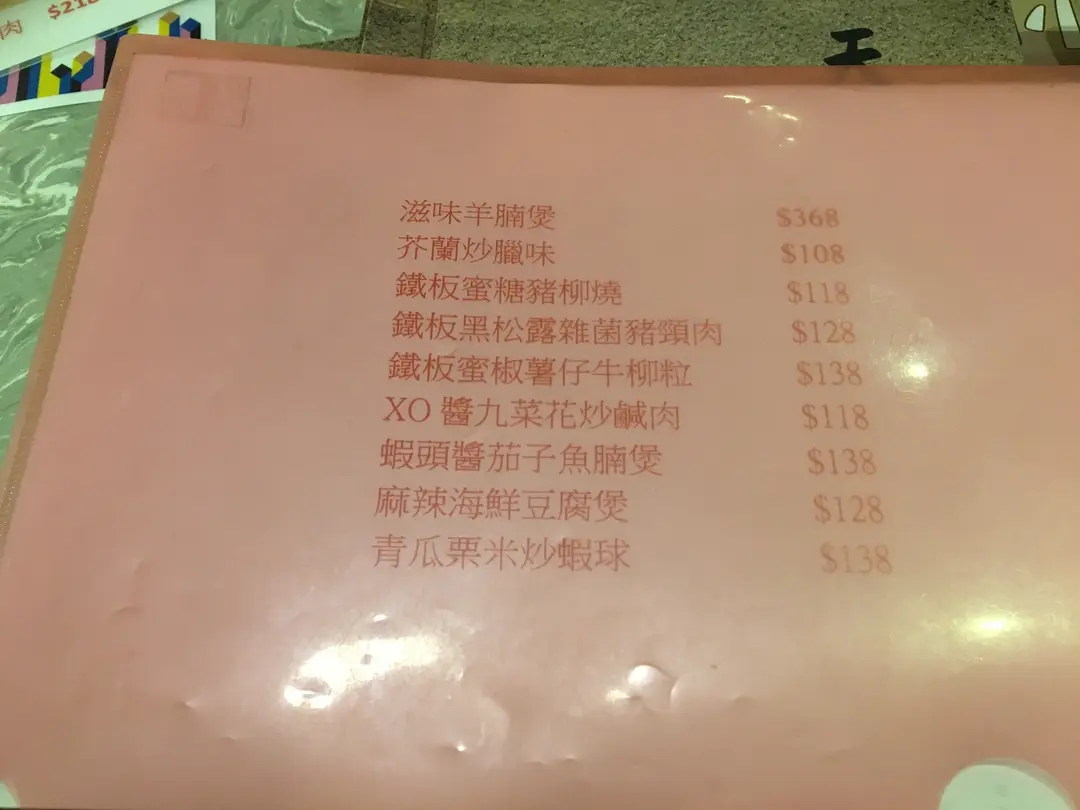 肉 $218
滋味羊腩煲 $368
芥蘭炒臘味 $108
鐵板蜜糖豬柳燒 $118
鐵板黑松露雜菌豬頸肉 $128
鐵板蜜椒薯仔牛柳粒 $138
XO 醬九菜花炒鹹肉 $118
蝦頭醬茄子魚腩煲 $138
麻辣海鮮豆腐煲 $128
青瓜粟米炒蝦球 $138